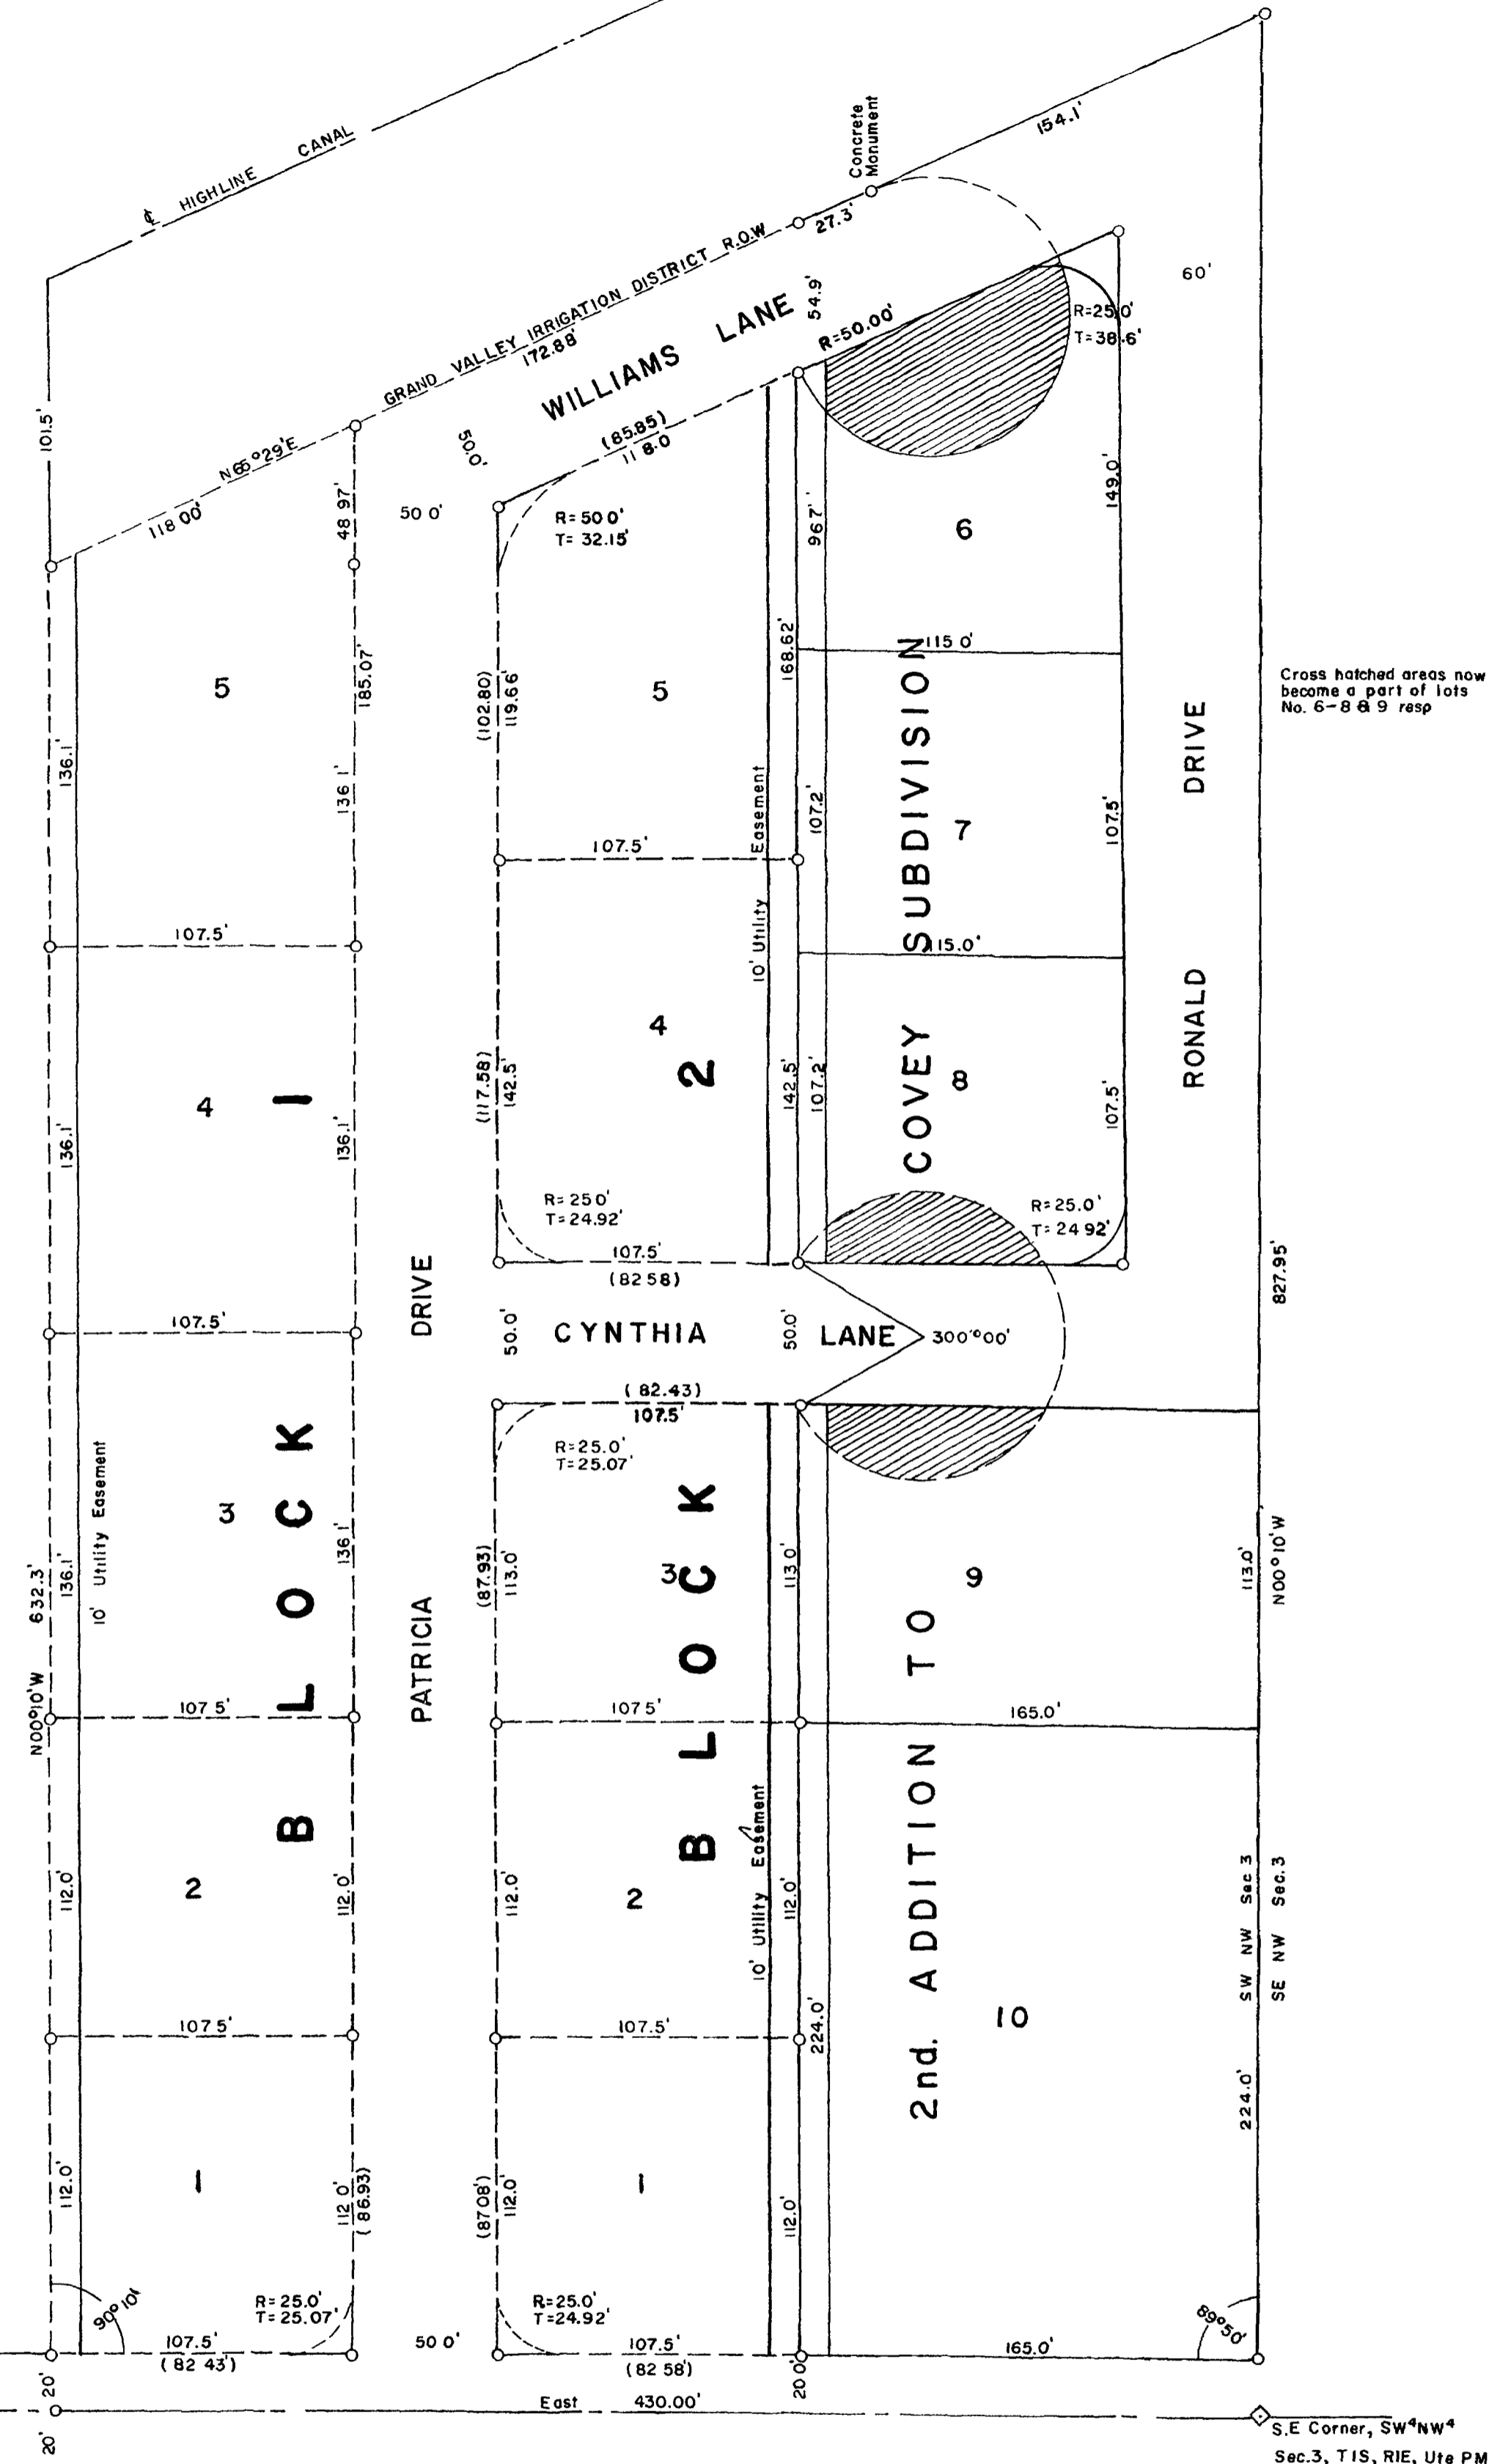 ℄ HIGHLINE CANAL
Concrete
Monument
154.1'
27.3'
GRAND VALLEY IRRIGATION DISTRICT R.O.W
172.88'
60'
WILLIAMS LANE
54.9'
R=50.00'
R=25.0'
T=38.6'
101.5'
N65°29'E
118 00'
48 97'
50.0'
50 0'
(85.85)
118.0
R=50 0'
T= 32.15'
967'
149.0'
6
168.62'
115 0'
185.07'
5
5
(102.80)
119.66'
Cross hatched areas now
become a part of lots
No. 6-8 & 9 resp
136.1'
136 1'
10' Utility Easement
107.2'
7
107.5'
107.5'
107.5'
115.0'
RONALD DRIVE
COVEY SUBDIVISION
4
2
4
1
136.1'
136.1'
(117.58)
142.5'
142.5'
107.2'
8
107.5'
R= 25 0'
T=24.92'
R=25.0'
T= 24 92'
107.5'
(82 58)
827.95'
107.5'
DRIVE
50.0'
CYNTHIA LANE
50.0'
300°00'
(82.43)
107.5'
R=25.0'
T=25.07'
BLOCK
BLOCK
10' Utility Easement
3
3
9
632.3'
136.1'
136 1'
(87.93)
113.0'
113.0'
113.0'
N00°10'W
N00°10'W
PATRICIA
107 5'
107 5'
165.0'
2nd. ADDITION TO
10' Utility Easement
2
2
112.0'
112.0'
112.0'
112.0'
SW NW Sec 3
SE NW Sec. 3
107 5'
107.5'
224.0'
10
224.0'
1
1
112.0'
112 0'
(86.93)
(87 08')
112.0'
112.0'
90°10'
R=25.0'
T=25.07'
R=25.0'
T=24.92'
89°50'
107.5'
(82 43')
50 0'
107.5'
(82 58')
165.0'
20'
20 0'
East 430.00'
20'
S.E Corner, SW⁴NW⁴
Sec.3, T1S, R1E, Ute PM